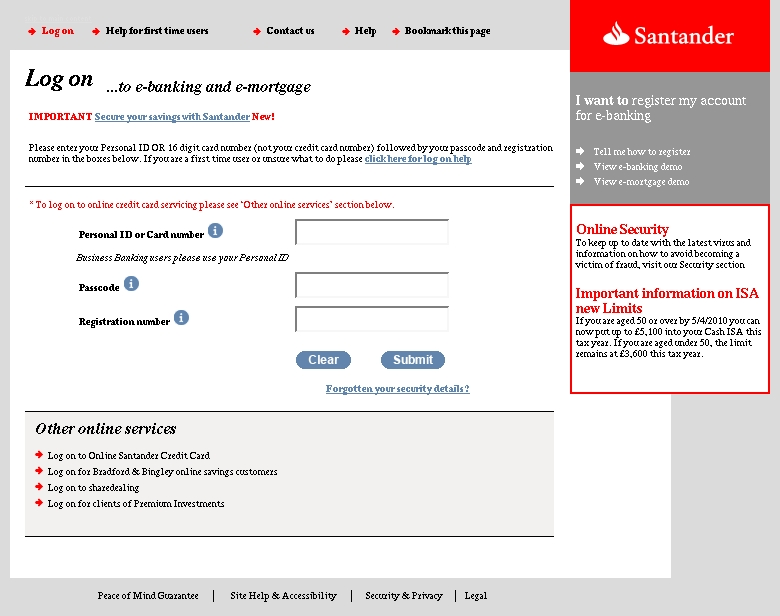 Log on
Help for first time users
Contact us
Help
Bookmark this page
Santander
Log on ...to e-banking and e-mortgage
IMPORTANT Secure your savings with Santander New!
Please enter your Personal ID OR 16 digit card number (not your credit card number) followed by your passcode and registration
number in the boxes below. If you are a first time user or unsure what to do please click here for log on help
* To log on to online credit card servicing please see 'Other online services' section below.
Personal ID or Card number i
Business Banking users please use your Personal ID
Passcode i
Registration number i
Clear
Submit
Forgotten your security details?
Other online services
Log on to Online Santander Credit Card
Log on for Bradford & Bingley online savings customers
Log on to sharedealing
Log on for clients of Premium Investments
I want to register my account
for e-banking
Tell me how to register
View e-banking demo
View e-mortgage demo
Online Security
To keep up to date with the latest virus and
information on how to avoid becoming a
victim of fraud, visit our Security section
Important information on ISA
new Limits
If you are aged 50 or over by 5/4/2010 you can
now put up to £5,100 into your Cash ISA this
tax year. If you are aged under 50, the limit
remains at £3,600 this tax year.
Peace of Mind Guarantee | Site Help & Accessibility | Security & Privacy | Legal